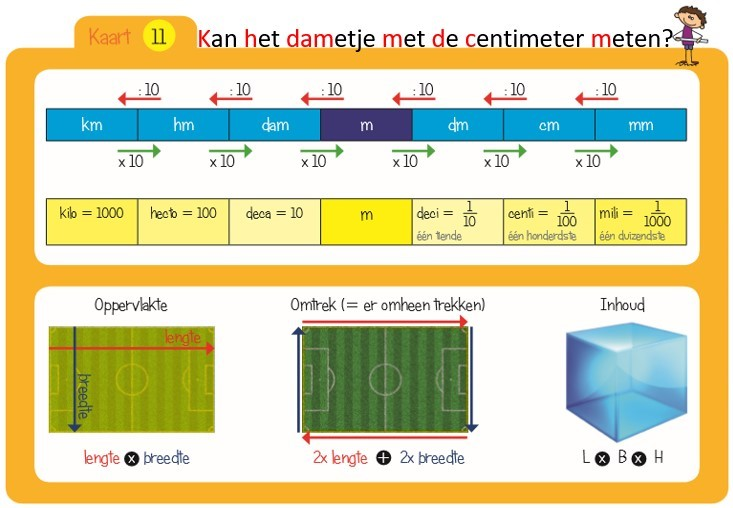 Kaart 11
Kan het dametje met de centimeter meten?
: 10 : 10 : 10 : 10 : 10 : 10
km hm dam m dm cm mm
x 10 x 10 x 10 x 10 x 10 x 10
kilo = 1000 hecto = 100 deca = 10 m deci = 1/10 centi = 1/100 mili = 1/1000
één tiende één honderdste één duizendste
Oppervlakte Omtrek (= er omheen trekken) Inhoud
lengte
breedte
lengte x breedte 2x lengte + 2x breedte L x B x H